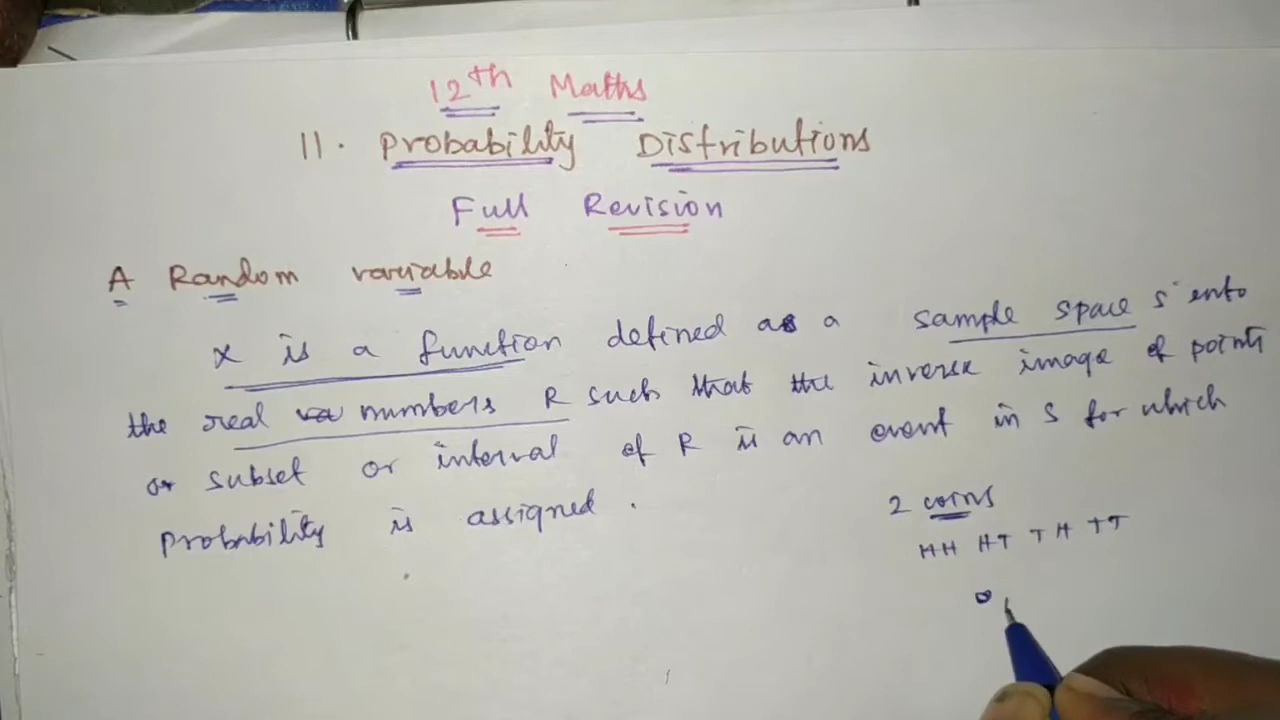 12th Maths
11. Probability Distributions
Full Revision
A Random variable
X is a function defined as a sample space S into
the real numbers R such that the inverse image of points
or subset or interval of R is an event in S for which
probability is assigned.
2 coins
HH HT TH TT
0